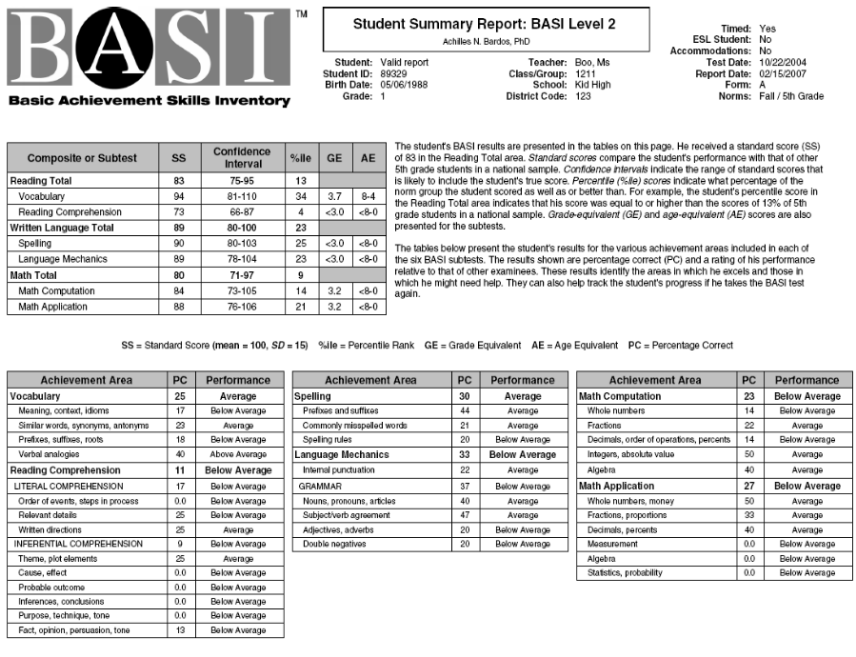 BASI TM
Basic Achievement Skills Inventory
Student Summary Report: BASI Level 2
Achilles N. Bardos, PhD
Student: Valid report
Student ID: 89329
Birth Date: 05/06/1988
Grade: 1
Teacher: Boo, Ms
Class/Group: 1211
School: Kid High
District Code: 123
Timed: Yes
ESL Student: No
Accommodations: No
Test Date: 10/22/2004
Report Date: 02/15/2007
Form: A
Norms: Fall / 5th Grade
Composite or Subtest SS Confidence Interval %ile GE AE
Reading Total 83 75-95 13
Vocabulary 94 81-110 34 3.7 8-4
Reading Comprehension 73 66-87 4 <3.0 <8-0
Written Language Total 89 80-100 23
Spelling 90 80-103 25 <3.0 <8-0
Language Mechanics 89 78-104 23 <3.0 <8-0
Math Total 80 71-97 9
Math Computation 84 73-105 14 3.2 <8-0
Math Application 88 76-106 21 3.2 <8-0
The student's BASI results are presented in the tables on this page. He received a standard score (SS)
of 83 in the Reading Total area. Standard scores compare the student's performance with that of other
5th grade students in a national sample. Confidence intervals indicate the range of standard scores that
is likely to include the student's true score. Percentile (%ile) scores indicate what percentage of the
norm group the student scored as well as or better than. For example, the student's percentile score in
the Reading Total area indicates that his score was equal to or higher than the scores of 13% of 5th
grade students in a national sample. Grade-equivalent (GE) and age-equivalent (AE) scores are also
presented for the subtests.
The tables below present the student's results for the various achievement areas included in each of
the six BASI subtests. The results shown are percentage correct (PC) and a rating of his performance
relative to that of other examinees. These results identify the areas in which he excels and those in
which he might need help. They can also help track the student's progress if he takes the BASI test
again.
SS = Standard Score (mean = 100, SD = 15) %ile = Percentile Rank GE = Grade Equivalent AE = Age Equivalent PC = Percentage Correct
Achievement Area PC Performance
Vocabulary 25 Average
Meaning, context, idioms 17 Below Average
Similar words, synonyms, antonyms 23 Average
Prefixes, suffixes, roots 18 Below Average
Verbal analogies 40 Above Average
Reading Comprehension 11 Below Average
LITERAL COMPREHENSION 17 Below Average
Order of events, steps in process 0.0 Below Average
Relevant details 25 Below Average
Written directions 25 Average
INFERENTIAL COMPREHENSION 9 Below Average
Theme, plot elements 25 Average
Cause, effect 0.0 Below Average
Probable outcome 0.0 Below Average
Inferences, conclusions 0.0 Below Average
Purpose, technique, tone 0.0 Below Average
Fact, opinion, persuasion, tone 13 Below Average
Achievement Area PC Performance
Spelling 30 Average
Prefixes and suffixes 44 Average
Commonly misspelled words 21 Average
Spelling rules 20 Below Average
Language Mechanics 33 Below Average
Internal punctuation 22 Average
GRAMMAR 37 Below Average
Nouns, pronouns, articles 40 Average
Subject/verb agreement 47 Average
Adjectives, adverbs 20 Below Average
Double negatives 20 Below Average
Achievement Area PC Performance
Math Computation 23 Below Average
Whole numbers 14 Below Average
Fractions 22 Average
Decimals, order of operations, percents 14 Below Average
Integers, absolute value 50 Average
Algebra 40 Average
Math Application 27 Below Average
Whole numbers, money 50 Average
Fractions, proportions 33 Average
Decimals, percents 40 Average
Measurement 0.0 Below Average
Algebra 0.0 Below Average
Statistics, probability 0.0 Below Average